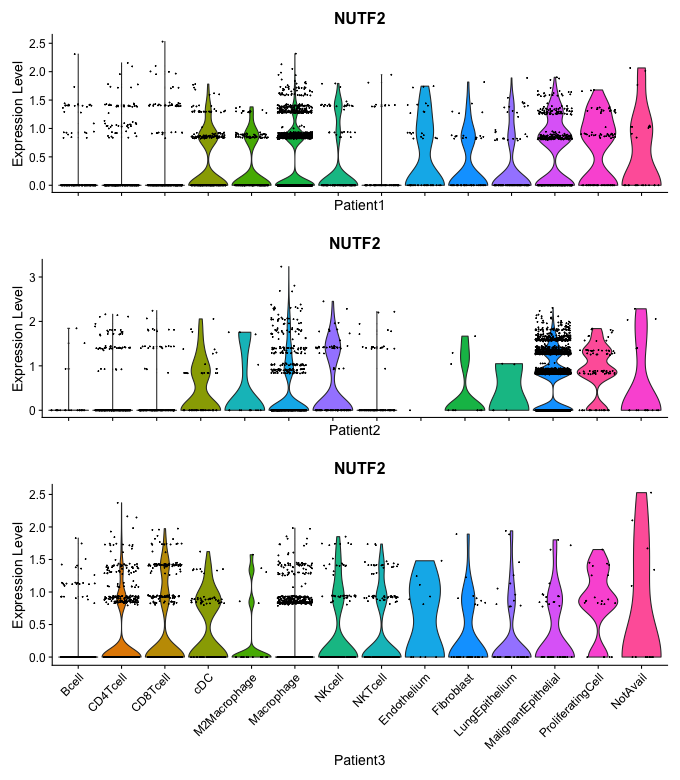 NUTF2
Expression Level
2.5
2.0
1.5
1.0
0.5
0.0
Patient1
NUTF2
Expression Level
3
2
1
0
Patient2
NUTF2
Expression Level
2.5
2.0
1.5
1.0
0.5
0.0
Bcell
CD4Tcell
CD8Tcell
cDC
M2Macrophage
Macrophage
NKcell
NKTcell
Endothelium
Fibroblast
LungEpithelium
MalignantEpithelial
ProliferatingCell
NotAvail
Patient3